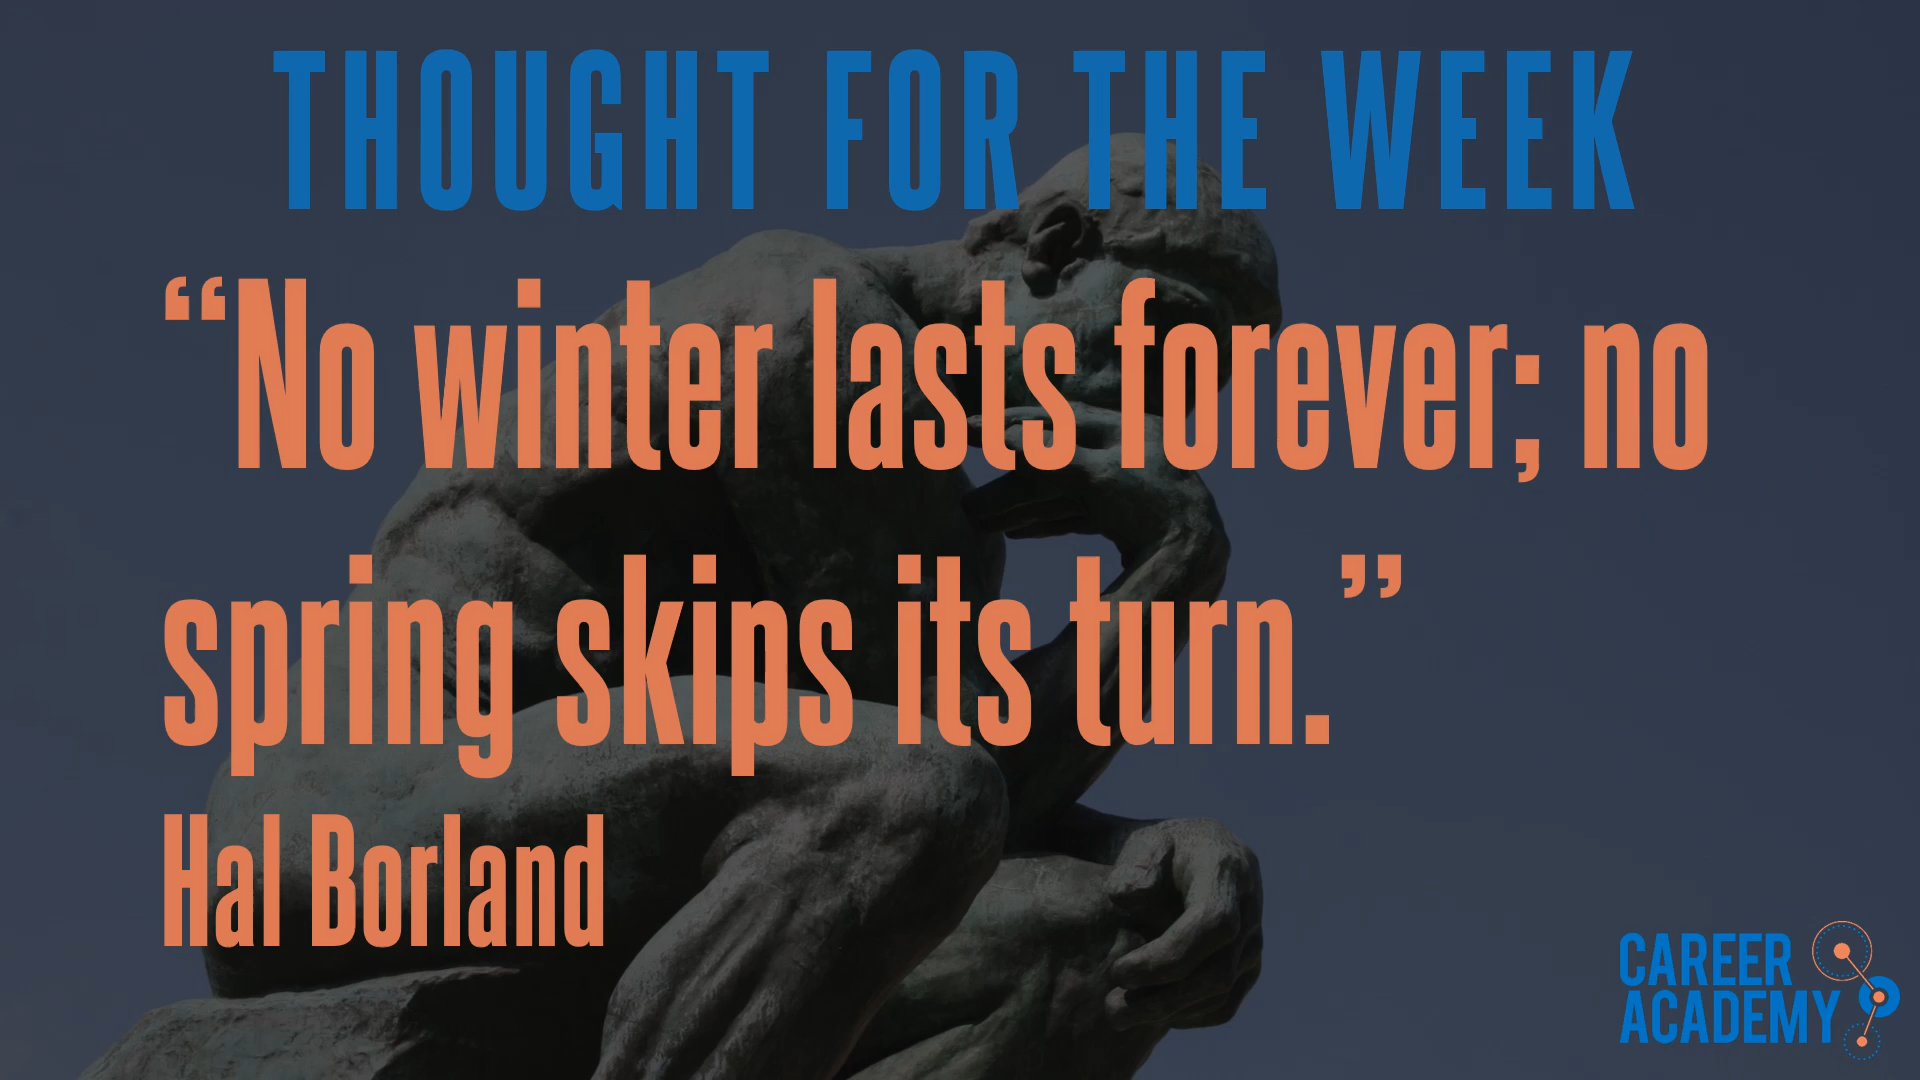 THOUGHT FOR THE WEEK
“No winter lasts forever; no
spring skips its turn.”
Hal Borland
CAREER
ACADEMY